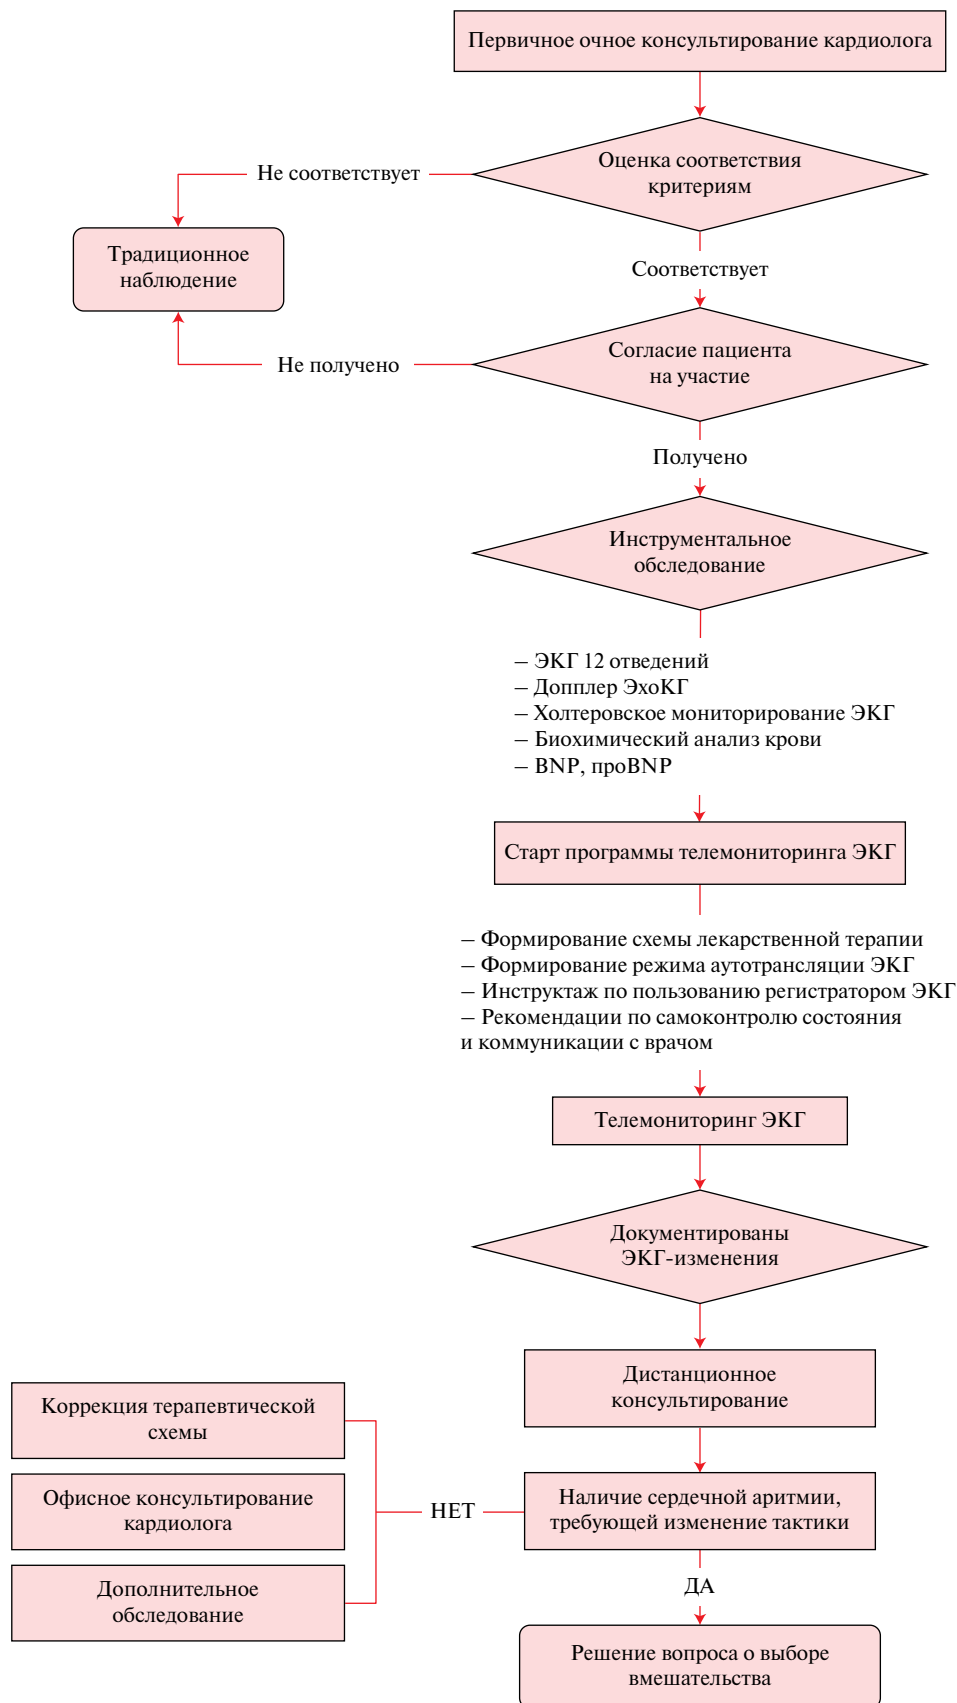 Первичное очное консультирование кардиолога
Оценка соответствия
критериям
Не соответствует
Традиционное
наблюдение
Соответствует
Согласие пациента
на участие
Не получено
Получено
Инструментальное
обследование
– ЭКГ 12 отведений
– Допплер ЭхоКГ
– Холтеровское мониторирование ЭКГ
– Биохимический анализ крови
– BNP, проBNP
Старт программы телемониторинга ЭКГ
– Формирование схемы лекарственной терапии
– Формирование режима аутотрансляции ЭКГ
– Инструктаж по пользованию регистратором ЭКГ
– Рекомендации по самоконтролю состояния
и коммуникации с врачом
Телемониторинг ЭКГ
Документированы
ЭКГ-изменения
Дистанционное
консультирование
Наличие сердечной аритмии,
требующей изменение тактики
НЕТ
Коррекция терапевтической
схемы
Офисное консультирование
кардиолога
Дополнительное
обследование
ДА
Решение вопроса о выборе
вмешательства